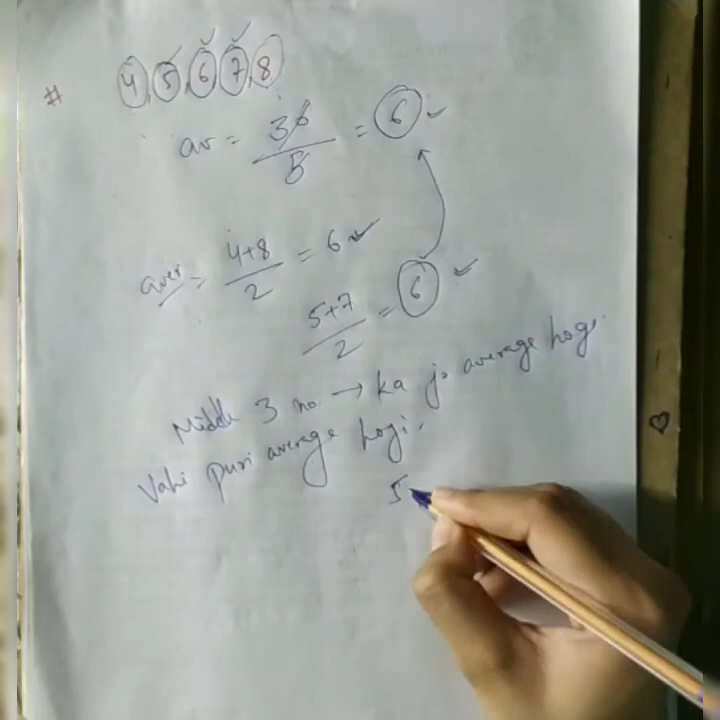 # 4, 5, 6, 7, 8
av = 30/5 = 6
aver = 4+8/2 = 6
5+7/2 = 6
Middle 3 no. → ka jo average hogi
Vahi puri average hogi.
5